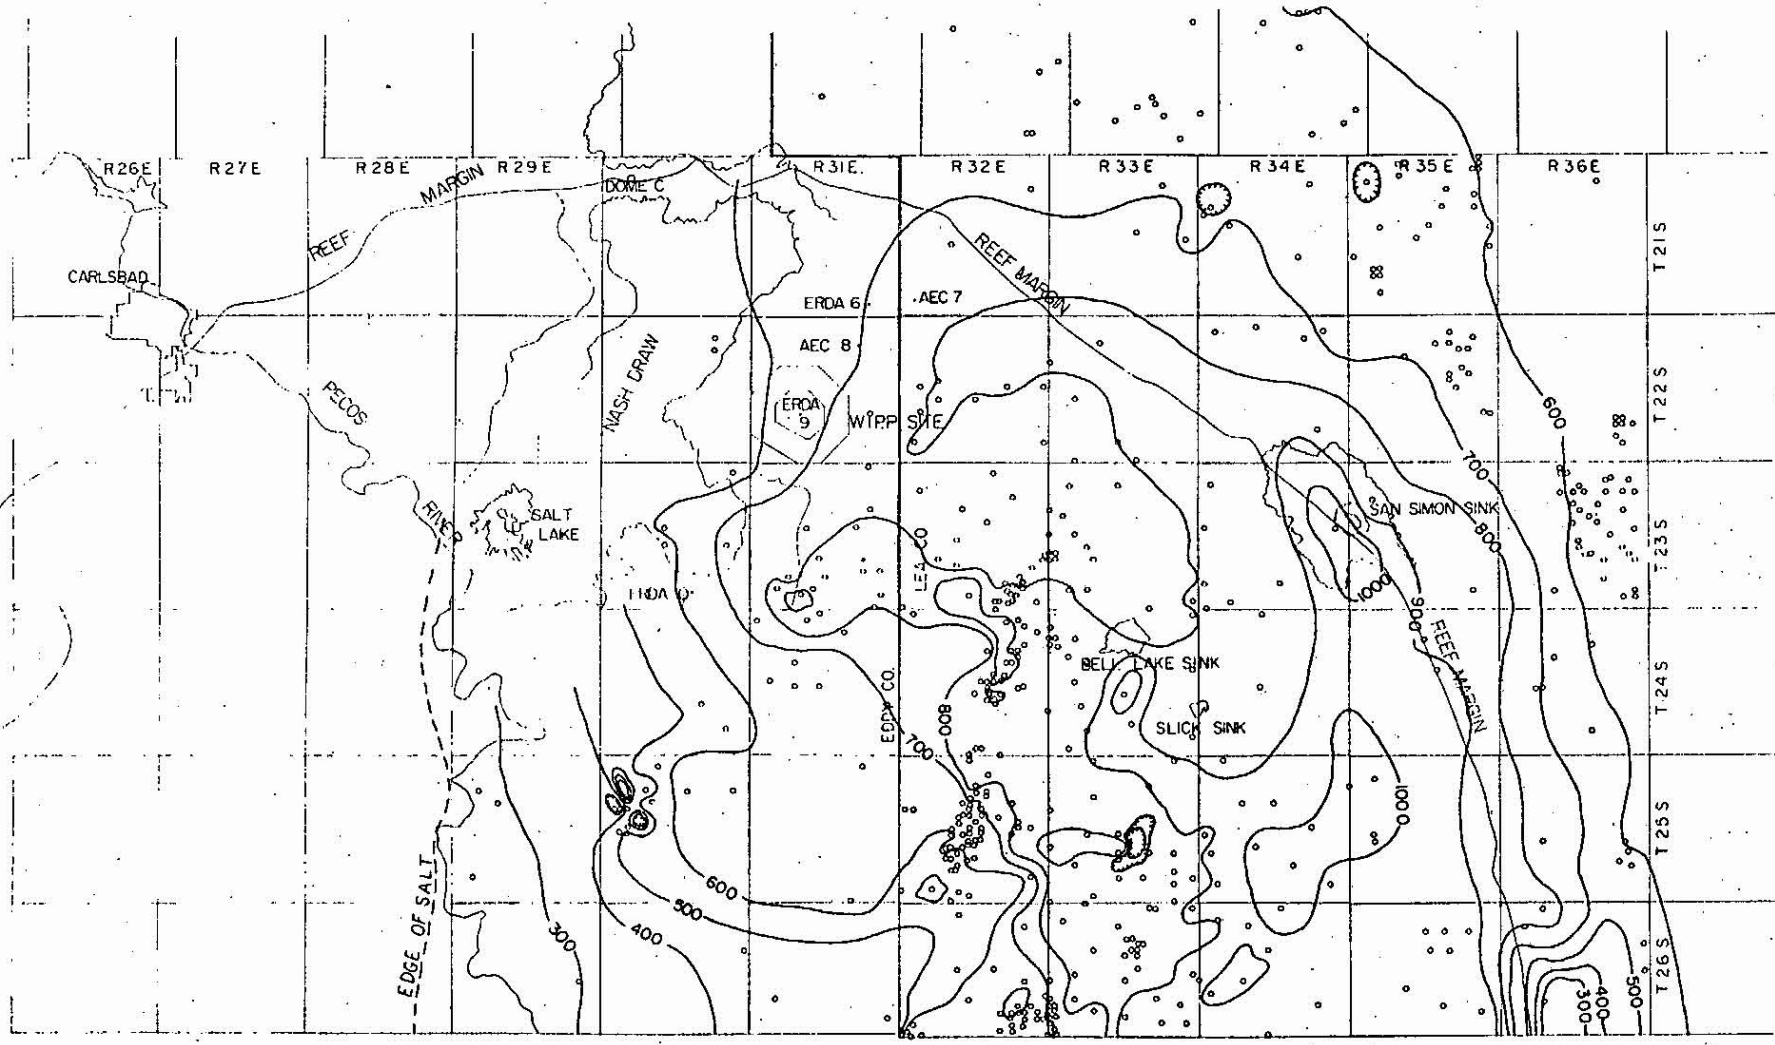 R26E
R27E
R28E
R29E
R31E.
R32E
R33E
R34E
R35E
R36E
REEF MARGIN
DOME C
CARLSBAD
REEF MARGIN
T21S
ERDA 6
AEC 7
AEC 8
NASH DRAW
ERDA
9
WIPP SITE
PECOS
RIVER
T22S
600
700
800
SALT
LAKE
SAN SIMON SINK
T23S
LEA CO
1000
900
REEF MARGIN
BELL LAKE SINK
SLICK SINK
EDDY CO.
800
700
T24S
1000
T25S
600
500
400
300
EDGE OF SALT
T26S
500
400
300